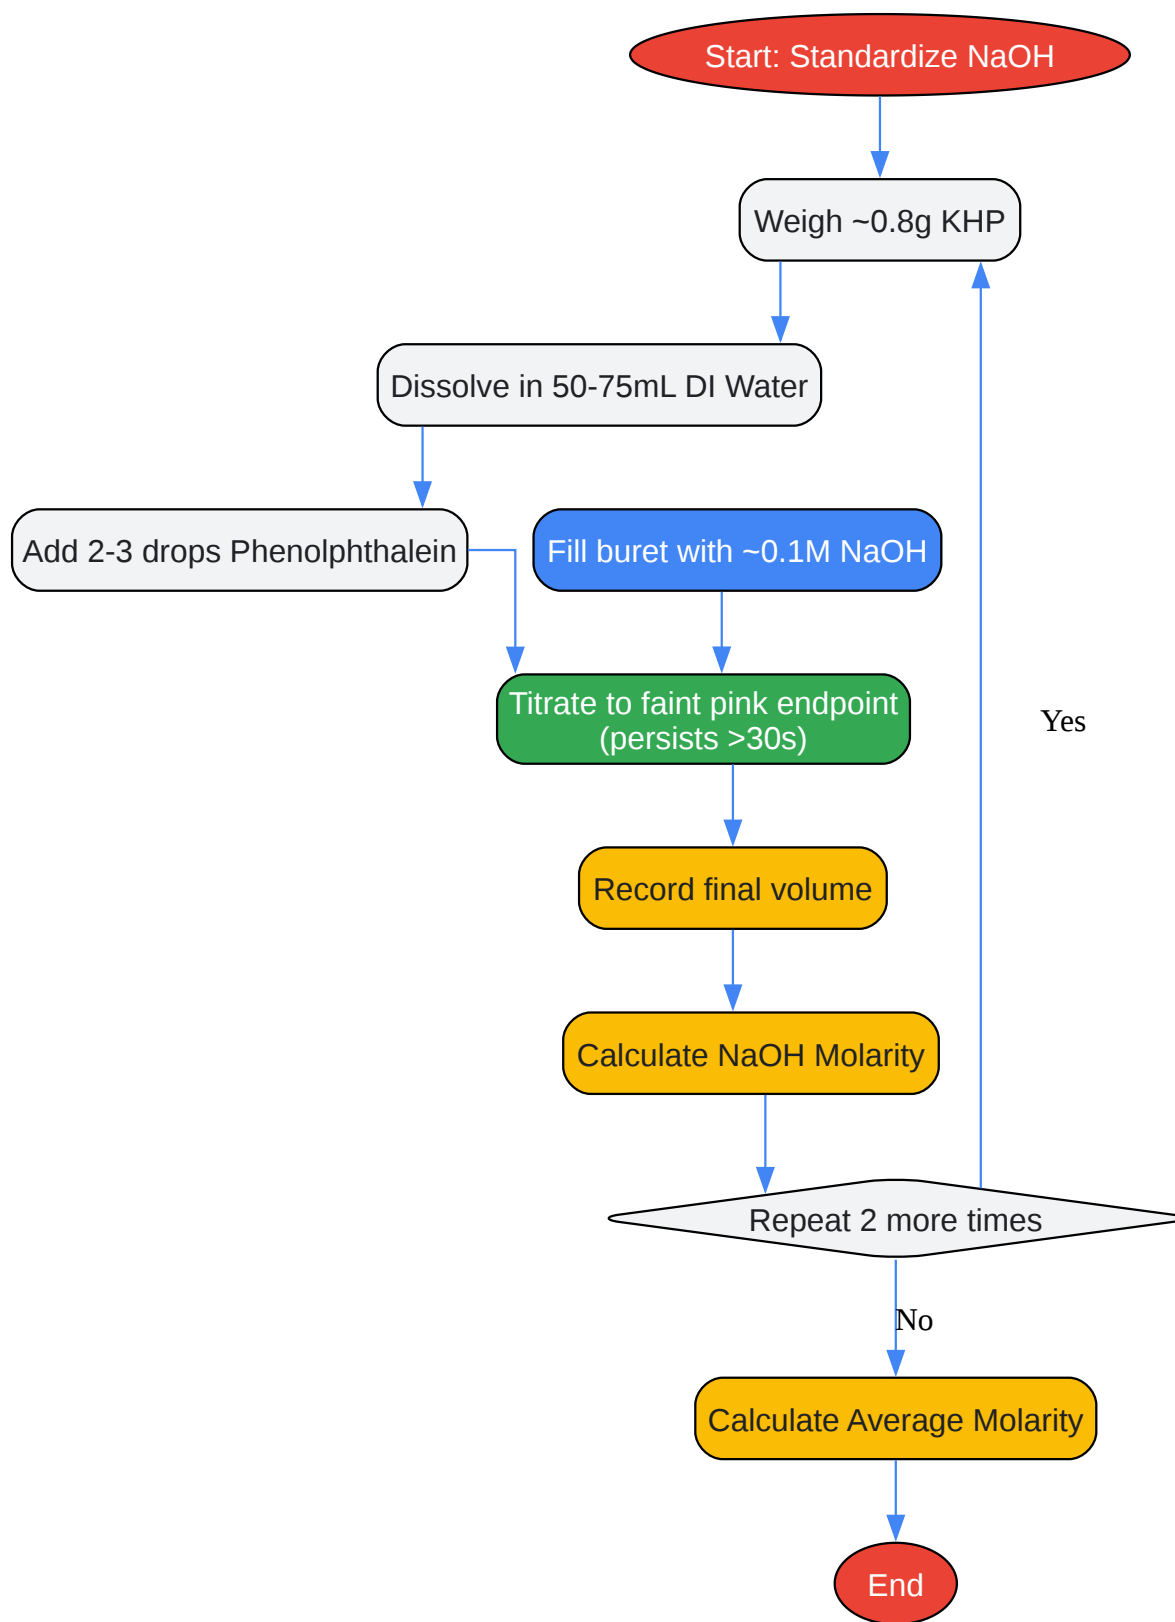 Start: Standardize NaOH
Weigh ~0.8g KHP
Dissolve in 50-75mL DI Water
Add 2-3 drops Phenolphthalein
Fill buret with ~0.1M NaOH
Titrate to faint pink endpoint
(persists >30s)
Yes
Record final volume
Calculate NaOH Molarity
Repeat 2 more times
No
Calculate Average Molarity
End